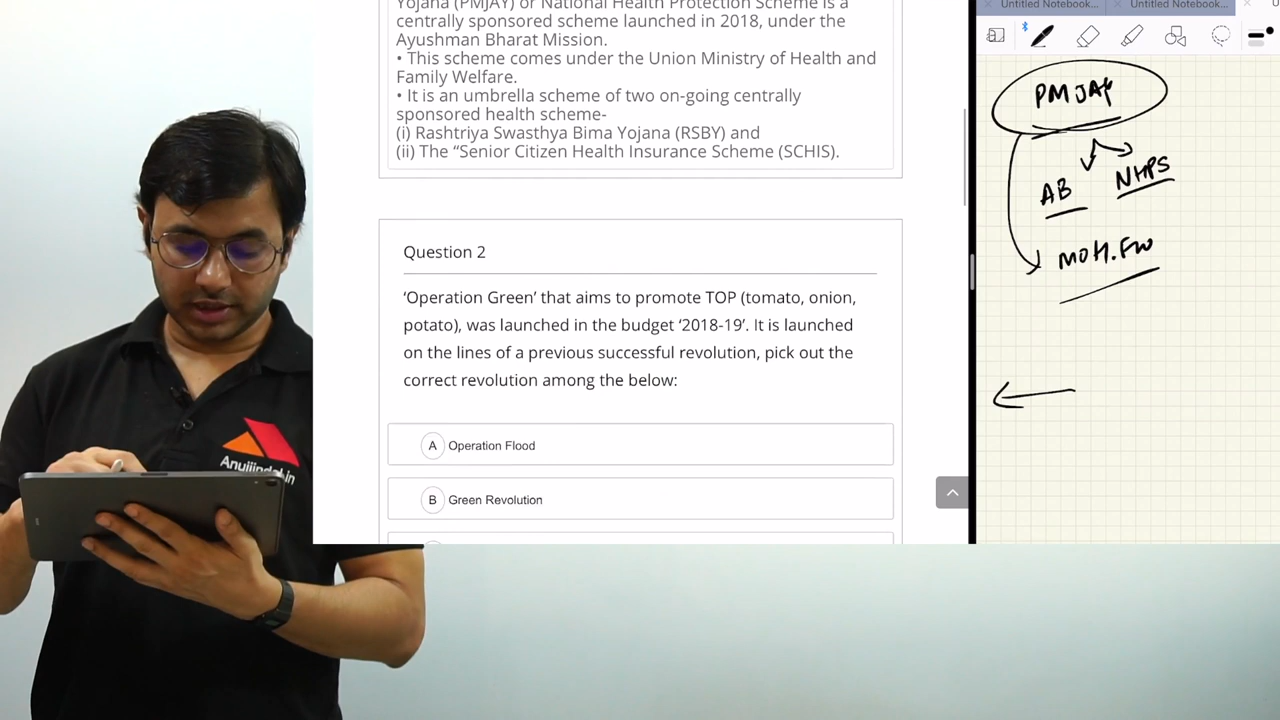 Yojana (PMJAY) or National Health Protection Scheme is a
centrally sponsored scheme launched in 2018, under the
Ayushman Bharat Mission.
• This scheme comes under the Union Ministry of Health and
Family Welfare.
• It is an umbrella scheme of two on-going centrally
sponsored health scheme-
(i) Rashtriya Swasthya Bima Yojana (RSBY) and
(ii) The “Senior Citizen Health Insurance Scheme (SCHIS).
Question 2
‘Operation Green’ that aims to promote TOP (tomato, onion,
potato), was launched in the budget ‘2018-19’. It is launched
on the lines of a previous successful revolution, pick out the
correct revolution among the below:
A Operation Flood
B Green Revolution
Untitled Notebook... Untitled Notebook...
PMJAY
AB NHPS
MOH.FW
Anujjindal.in